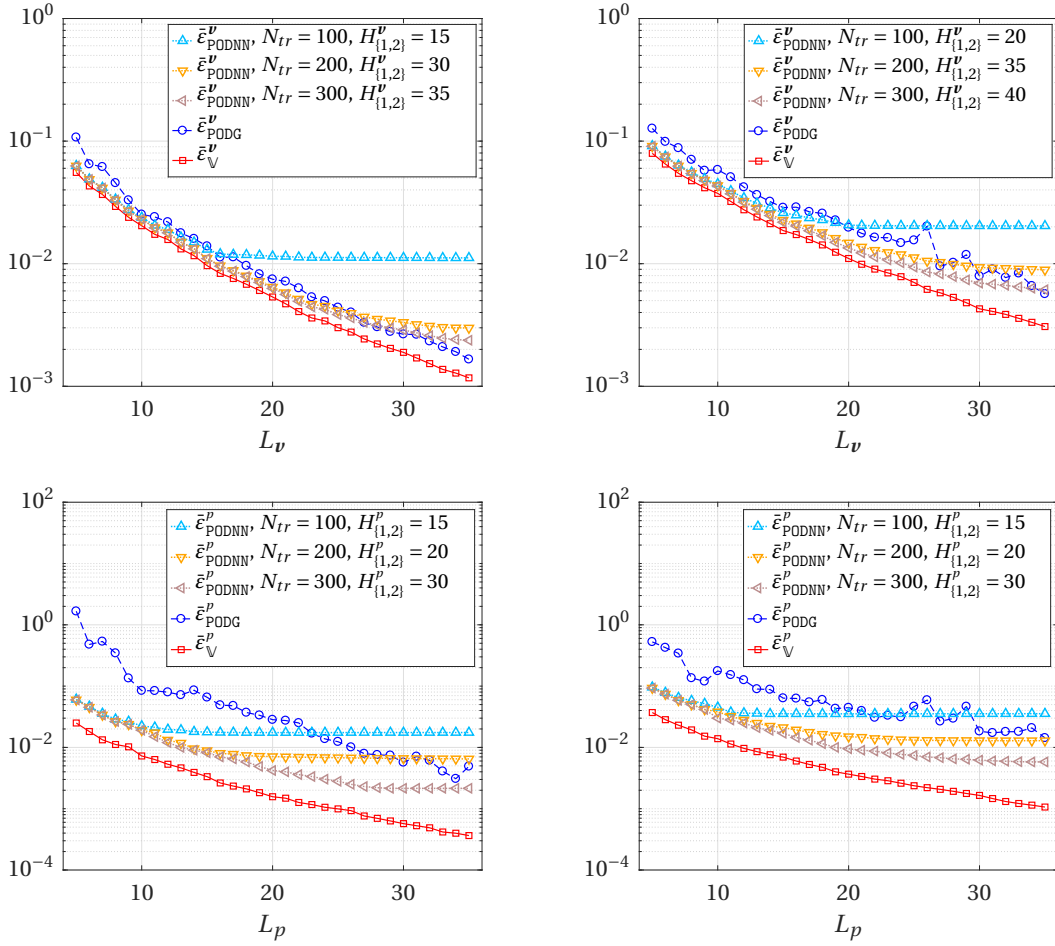 10^0
10^{-1}
10^{-2}
10^{-3}
10
20
30
L_v
ε̄^v_PODNN, N_tr = 100, H^v_{1,2} = 15
ε̄^v_PODNN, N_tr = 200, H^v_{1,2} = 30
ε̄^v_PODNN, N_tr = 300, H^v_{1,2} = 35
ε̄^v_PODG
ε̄^v_𝕍
10^0
10^{-1}
10^{-2}
10^{-3}
10
20
30
L_v
ε̄^v_PODNN, N_tr = 100, H^v_{1,2} = 20
ε̄^v_PODNN, N_tr = 200, H^v_{1,2} = 35
ε̄^v_PODNN, N_tr = 300, H^v_{1,2} = 40
ε̄^v_PODG
ε̄^v_𝕍
10^2
10^0
10^{-2}
10^{-4}
10
20
30
L_p
ε̄^p_PODNN, N_tr = 100, H^p_{1,2} = 15
ε̄^p_PODNN, N_tr = 200, H^p_{1,2} = 20
ε̄^p_PODNN, N_tr = 300, H^p_{1,2} = 30
ε̄^p_PODG
ε̄^p_𝕍
10^2
10^0
10^{-2}
10^{-4}
10
20
30
L_p
ε̄^p_PODNN, N_tr = 100, H^p_{1,2} = 15
ε̄^p_PODNN, N_tr = 200, H^p_{1,2} = 20
ε̄^p_PODNN, N_tr = 300, H^p_{1,2} = 30
ε̄^p_PODG
ε̄^p_𝕍